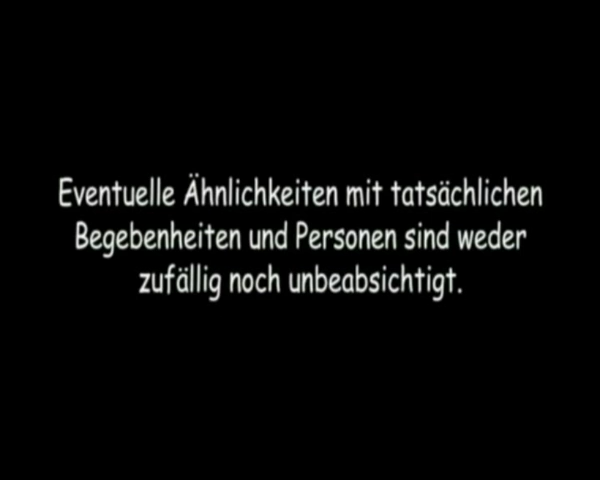 Eventuelle Ähnlichkeiten mit tatsächlichen
Begebenheiten und Personen sind weder
zufällig noch unbeabsichtigt.